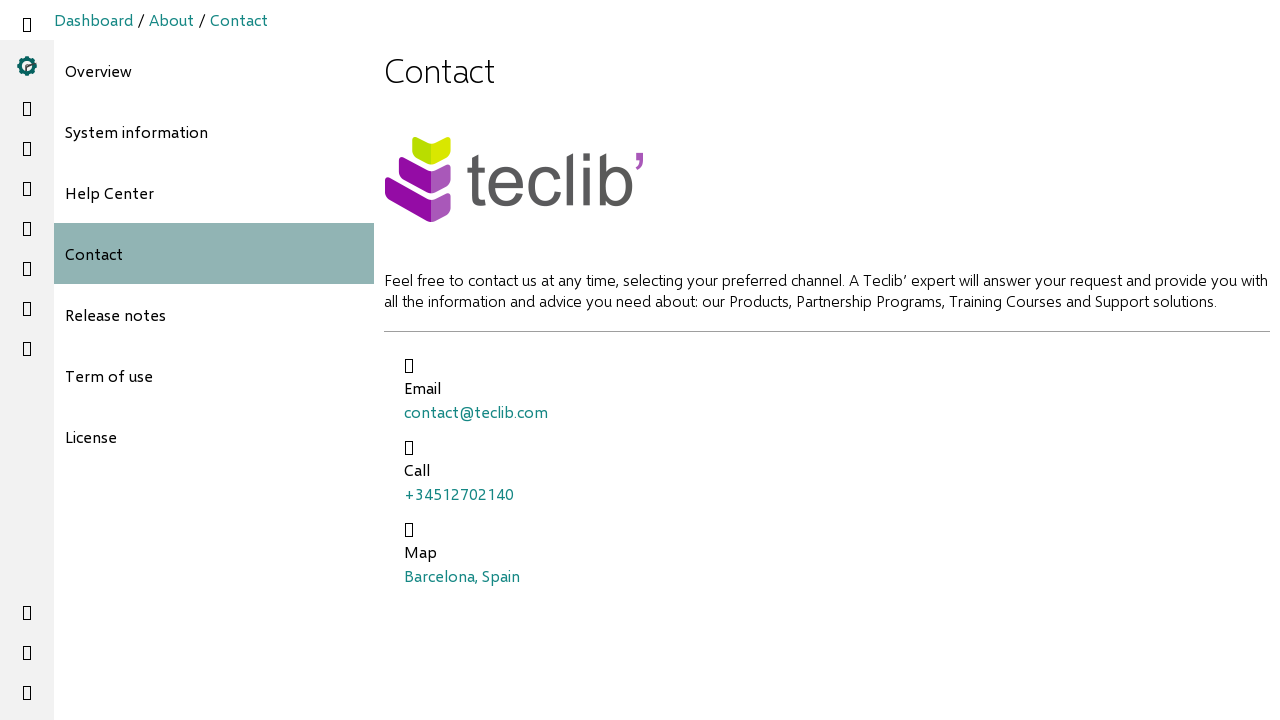 Dashboard / About / Contact
Overview
System information
Help Center
Contact
Release notes
Term of use
License
Contact
teclib’
Feel free to contact us at any time, selecting your preferred channel. A Teclib’ expert will answer your request and provide you with
all the information and advice you need about: our Products, Partnership Programs, Training Courses and Support solutions.
Email
contact@teclib.com
Call
+34512702140
Map
Barcelona, Spain